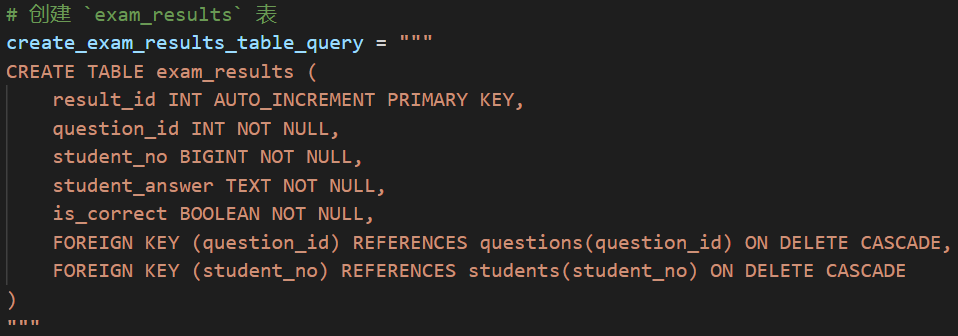 # 创建 `exam_results` 表
create_exam_results_table_query = """
CREATE TABLE exam_results (
    result_id INT AUTO_INCREMENT PRIMARY KEY,
    question_id INT NOT NULL,
    student_no BIGINT NOT NULL,
    student_answer TEXT NOT NULL,
    is_correct BOOLEAN NOT NULL,
    FOREIGN KEY (question_id) REFERENCES questions(question_id) ON DELETE CASCADE,
    FOREIGN KEY (student_no) REFERENCES students(student_no) ON DELETE CASCADE
)
"""